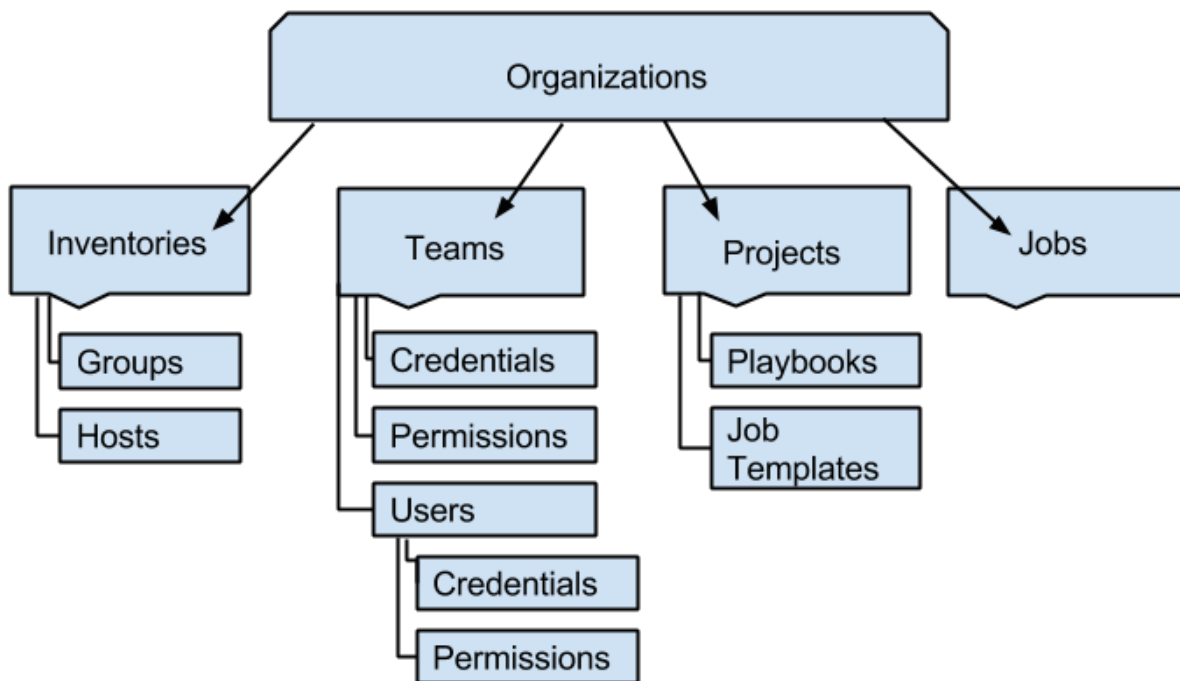 Organizations
Inventories
Teams
Projects
Jobs
Groups
Hosts
Credentials
Permissions
Users
Credentials
Permissions
Playbooks
Job
Templates